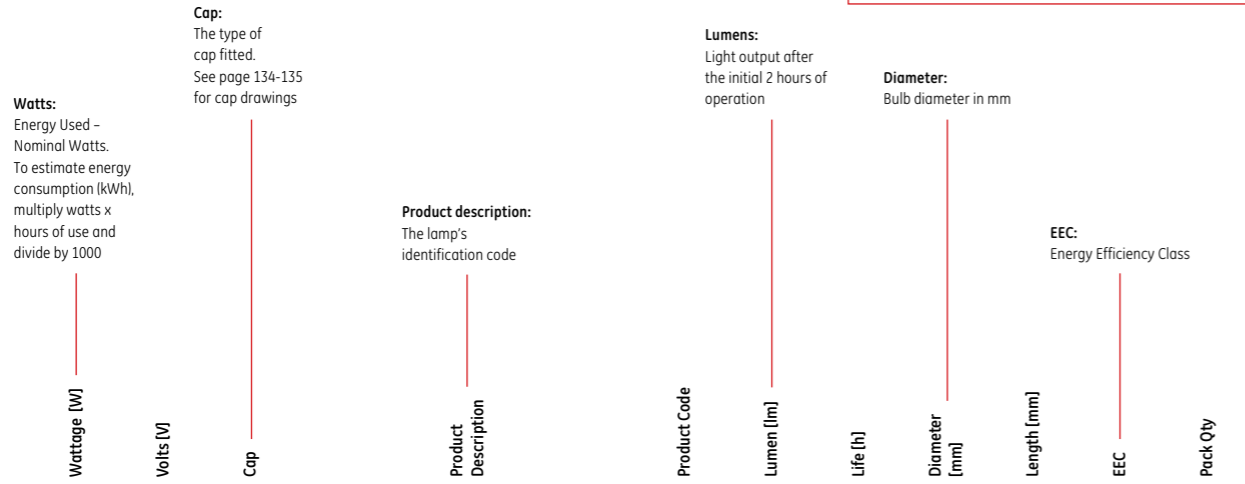 Cap:
The type of
cap fitted.
See page 134-135
for cap drawings
Lumens:
Light output after
the initial 2 hours of
operation
Diameter:
Bulb diameter in mm
Watts:
Energy Used –
Nominal Watts.
To estimate energy
consumption (kWh),
multiply watts x
hours of use and
divide by 1000
Product description:
The lamp's
identification code
EEC:
Energy Efficiency Class
Wattage [W]
Volts [V]
Cap
Product
Description
Product Code
Lumen [lm]
Life [h]
Diameter
[mm]
Length [mm]
EEC
Pack Qty